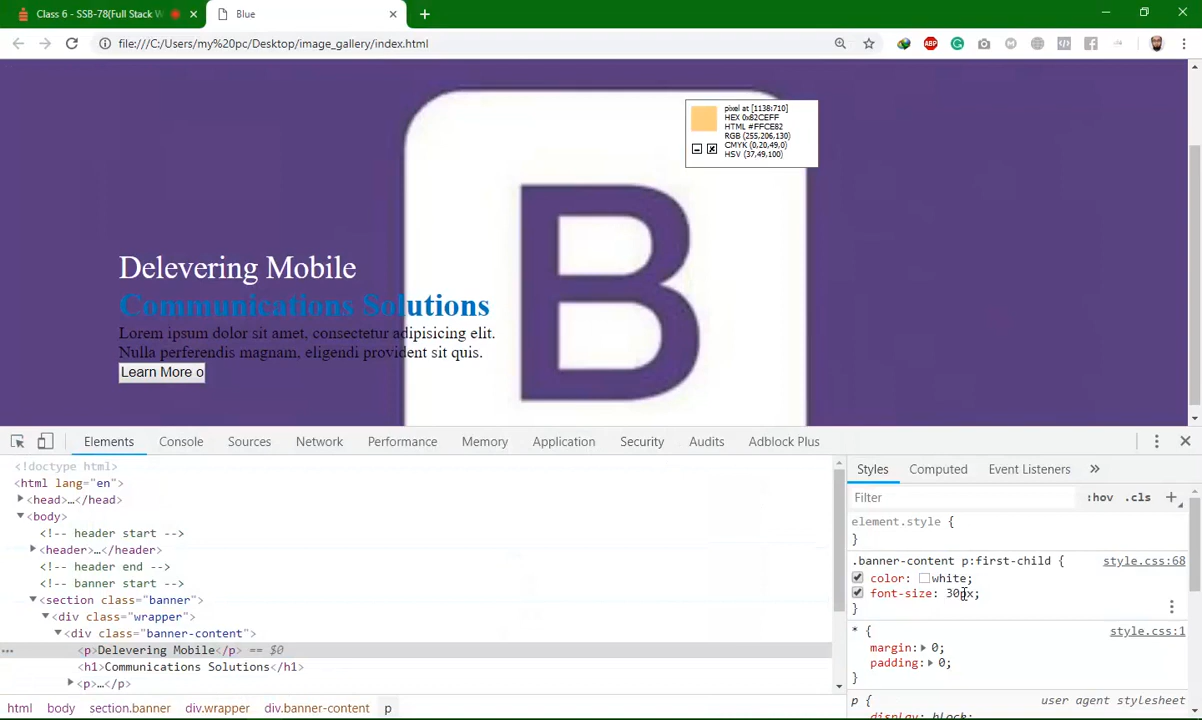 Class 6 - SSB-78(Full Stack W
Blue
file:///C:/Users/my%20pc/Desktop/image_gallery/index.html
ABP
B
pixel at [1138:710]
HEX 0x82CEFF
HTML #FFCE82
RGB (255,206,130)
CMYK (0,20,49,0)
HSV (37,49,100)
Delevering Mobile
Communications Solutions
Lorem ipsum dolor sit amet, consectetur adipisicing elit.
Nulla perferendis magnam, eligendi provident sit quis.
Learn More o
Elements Console Sources Network Performance Memory Application Security Audits Adblock Plus
<!doctype html>
<html lang="en">
<head>…</head>
<body>
<!-- header start -->
<header>…</header>
<!-- header end -->
<!-- banner start -->
<section class="banner">
<div class="wrapper">
<div class="banner-content">
<p>Delevering Mobile</p> == $0
<h1>Communications Solutions</h1>
<p>…</p>
html body section.banner div.wrapper div.banner-content p
Styles Computed Event Listeners »
Filter :hov .cls +
element.style {
}
.banner-content p:first-child { style.css:68
color: white;
font-size: 30px;
}
* { style.css:1
margin: 0;
padding: 0;
}
p { user agent stylesheet
display: block;